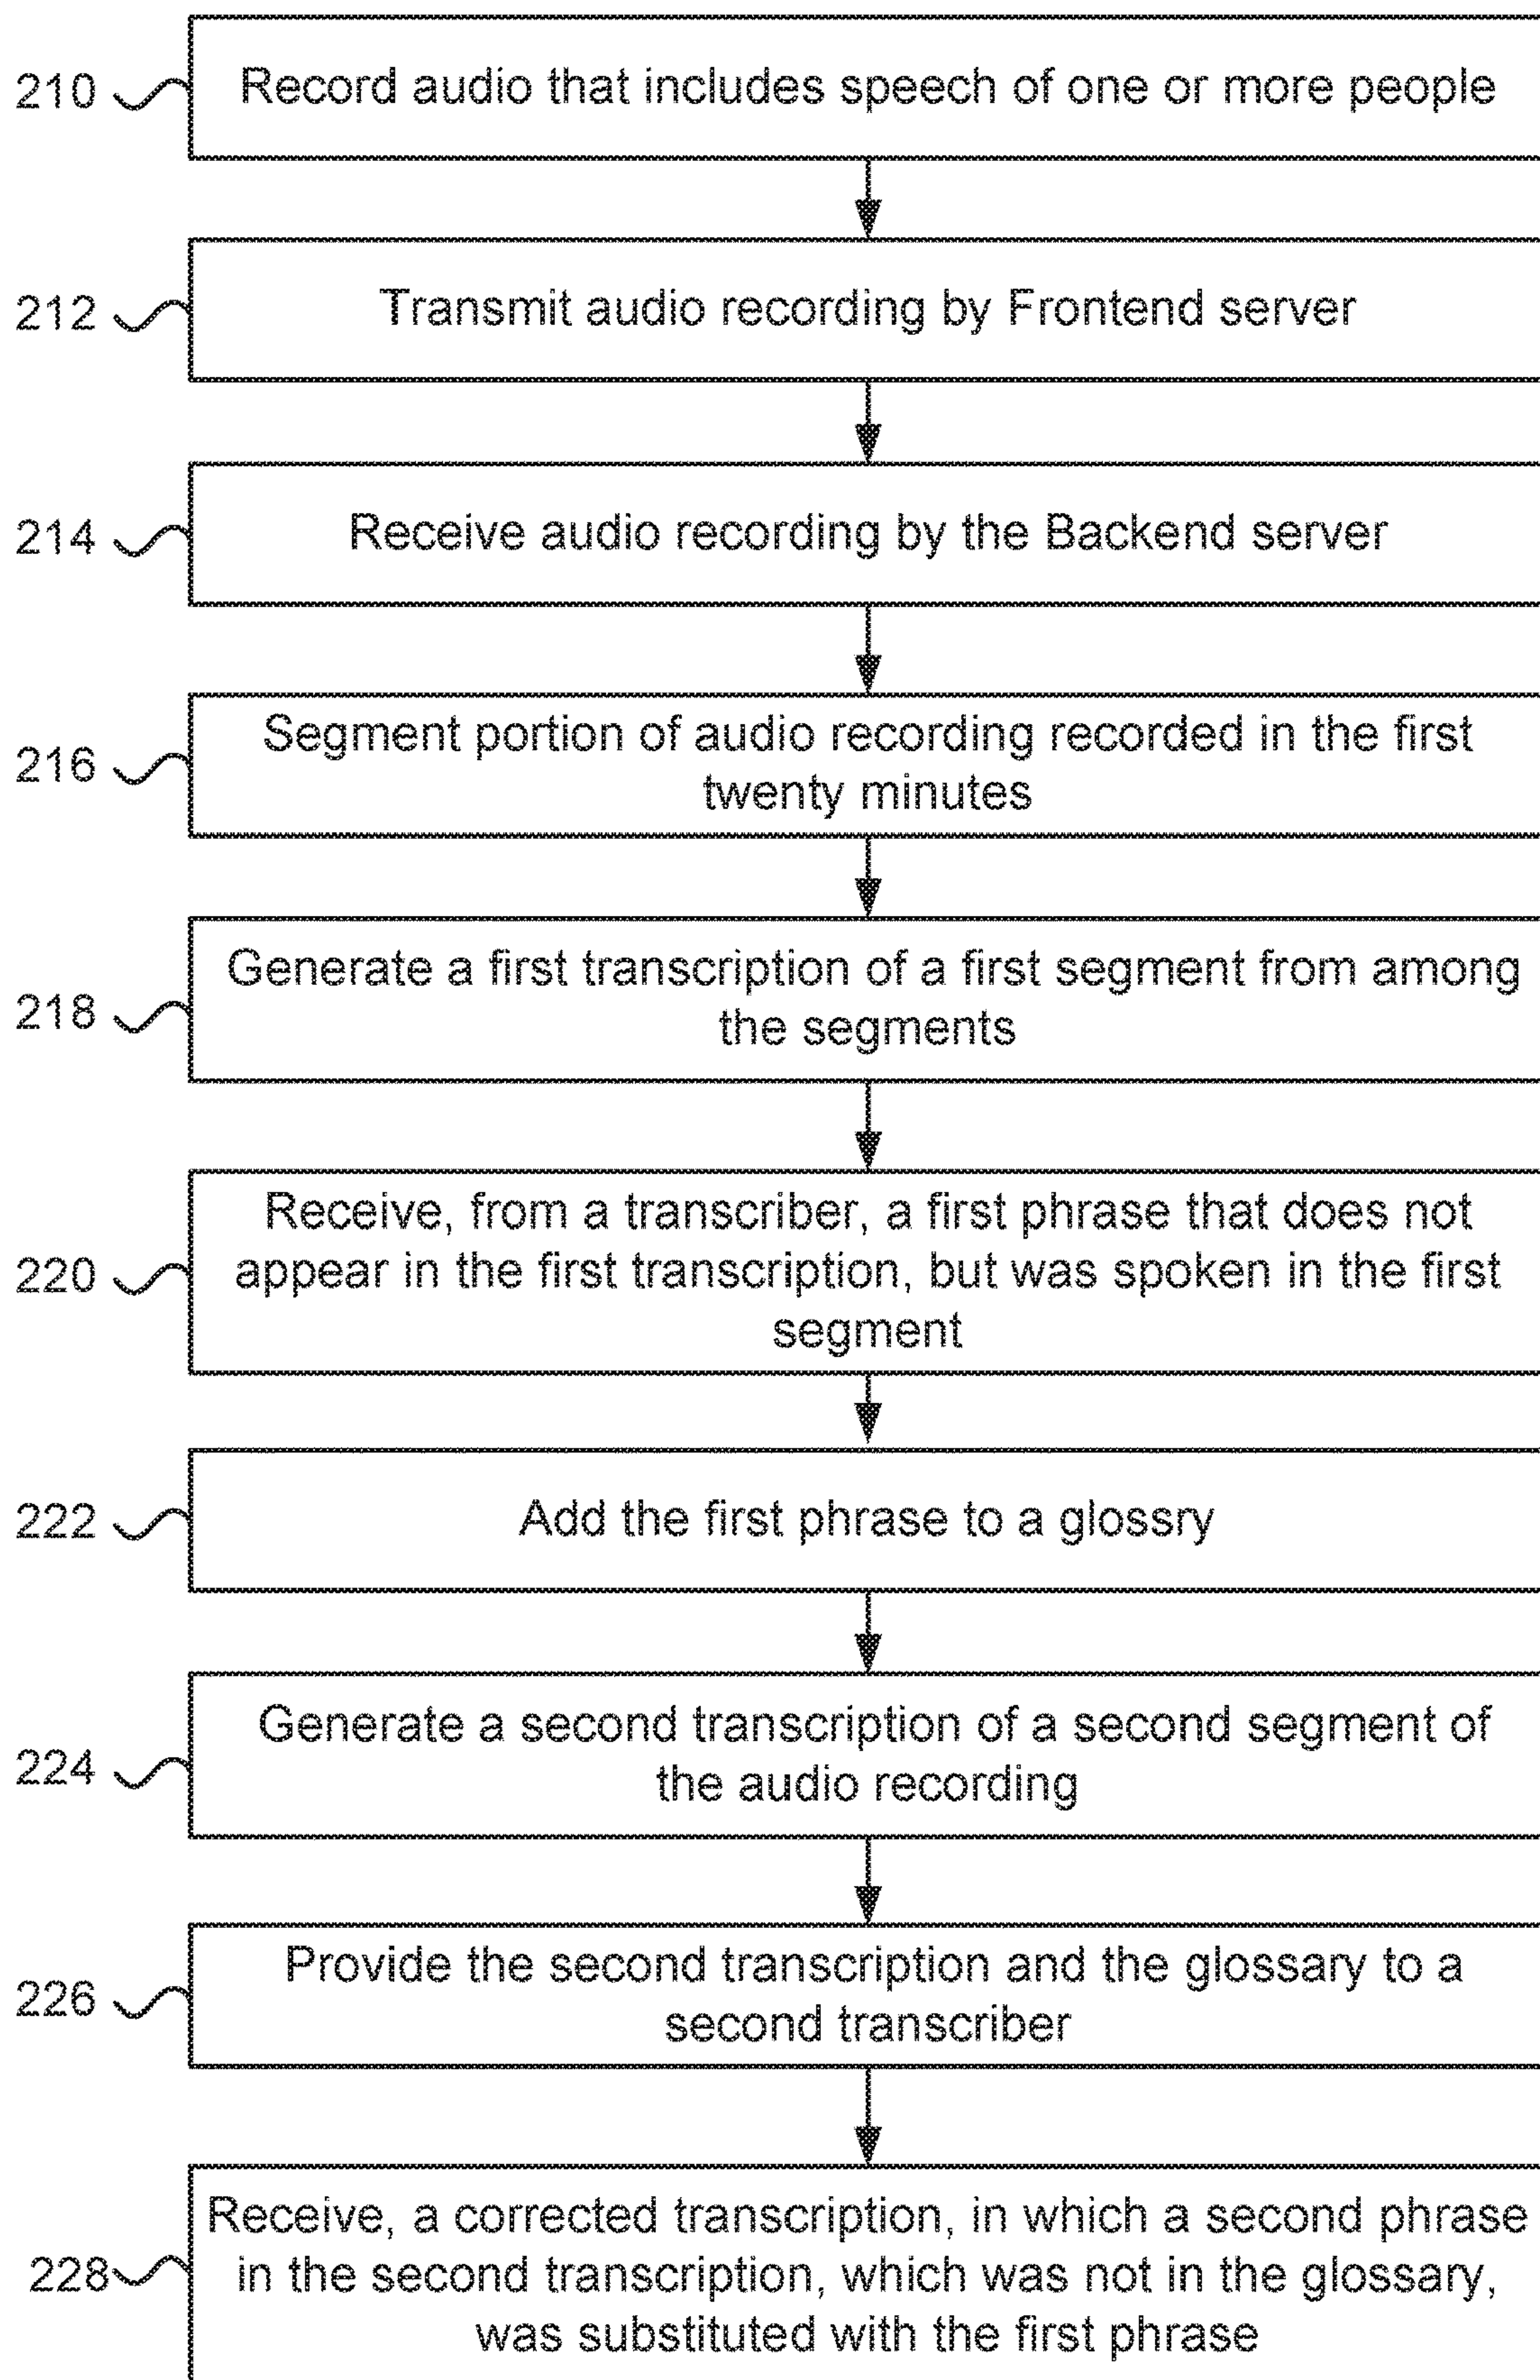 210
Record audio that includes speech of one or more people
212
Transmit audio recording by Frontend server
214
Receive audio recording by the Backend server
216
Segment portion of audio recording recorded in the first
twenty minutes
218
Generate a first transcription of a first segment from among
the segments
220
Receive, from a transcriber, a first phrase that does not
appear in the first transcription, but was spoken in the first
segment
222
Add the first phrase to a glossry
224
Generate a second transcription of a second segment of
the audio recording
226
Provide the second transcription and the glossary to a
second transcriber
228
Receive, a corrected transcription, in which a second phrase
in the second transcription, which was not in the glossary,
was substituted with the first phrase